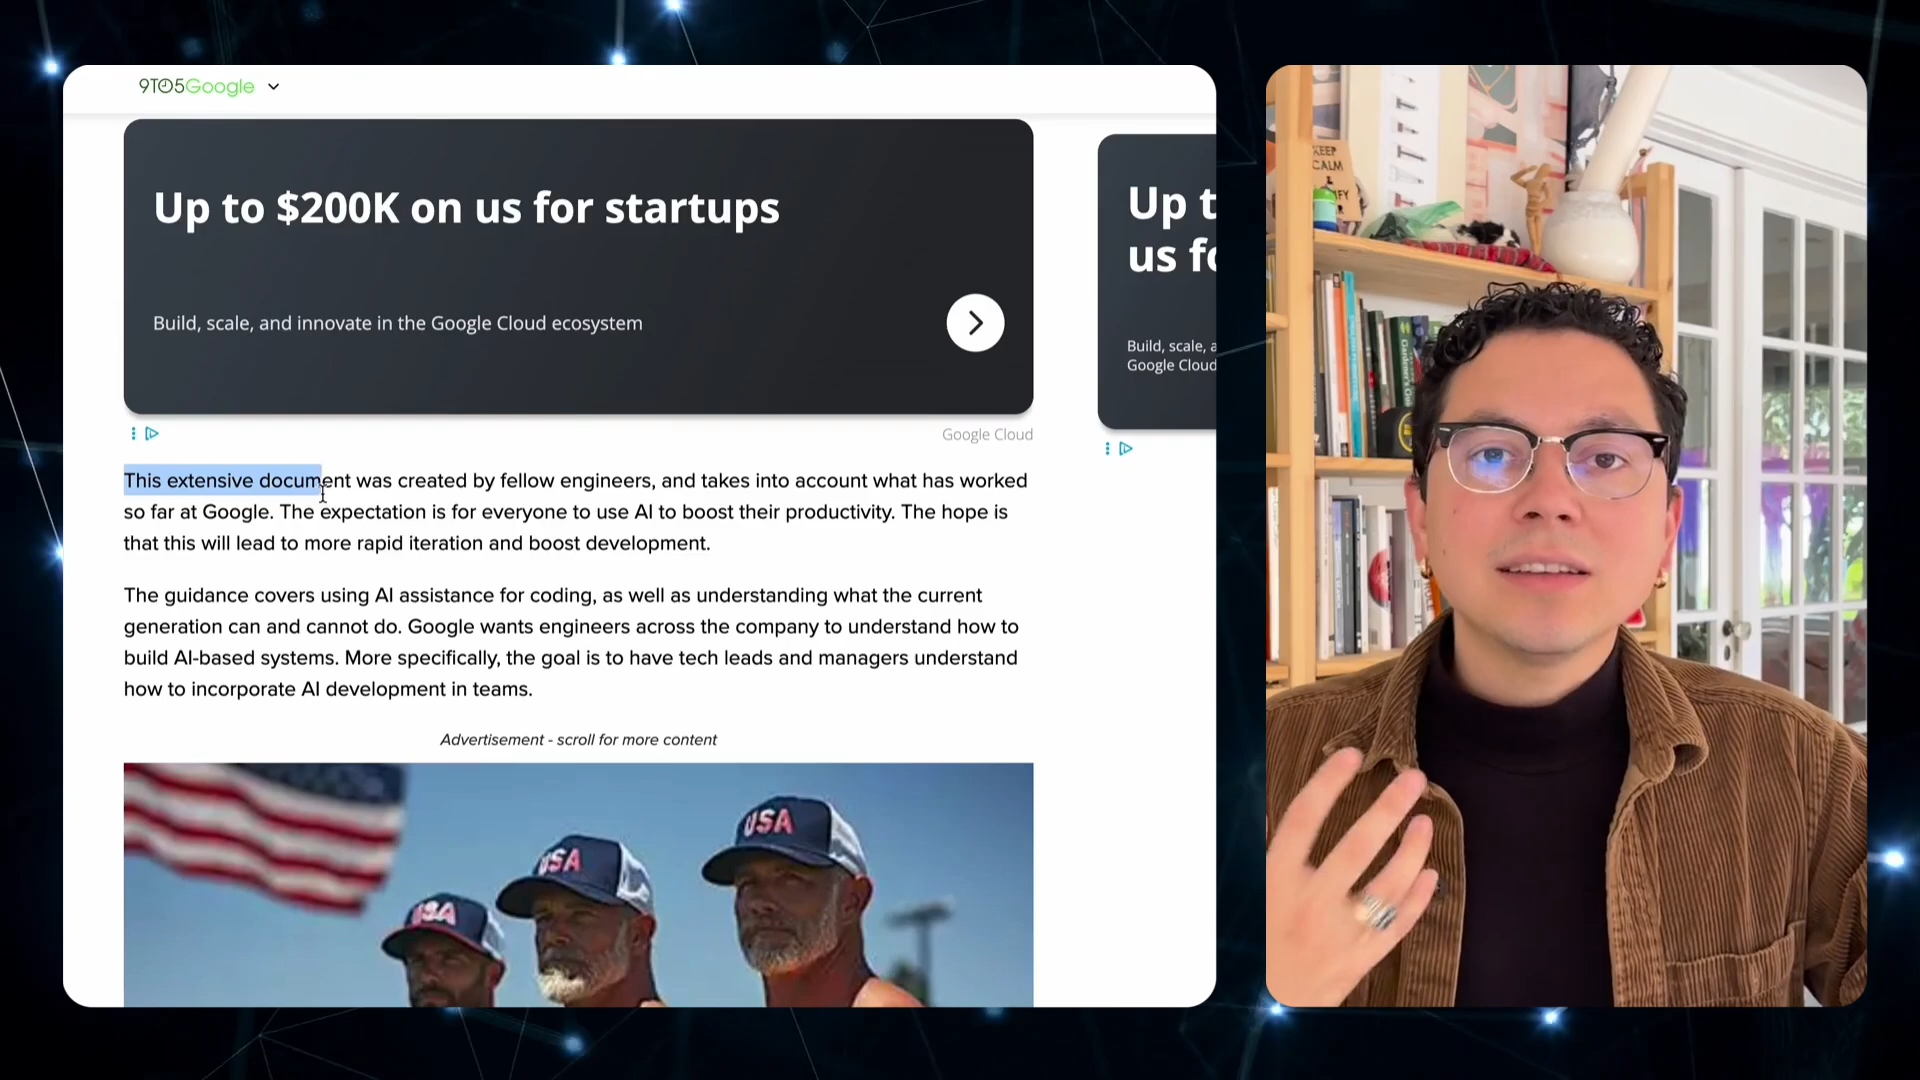 9TO5Google
Up to $200K on us for startups
Build, scale, and innovate in the Google Cloud ecosystem
Google Cloud
Up t
us fo
Build, scale, a
Google Cloud
This extensive document was created by fellow engineers, and takes into account what has worked
so far at Google. The expectation is for everyone to use AI to boost their productivity. The hope is
that this will lead to more rapid iteration and boost development.
The guidance covers using AI assistance for coding, as well as understanding what the current
generation can and cannot do. Google wants engineers across the company to understand how to
build AI-based systems. More specifically, the goal is to have tech leads and managers understand
how to incorporate AI development in teams.
Advertisement - scroll for more content
USA
USA
USA
KEEP
CALM